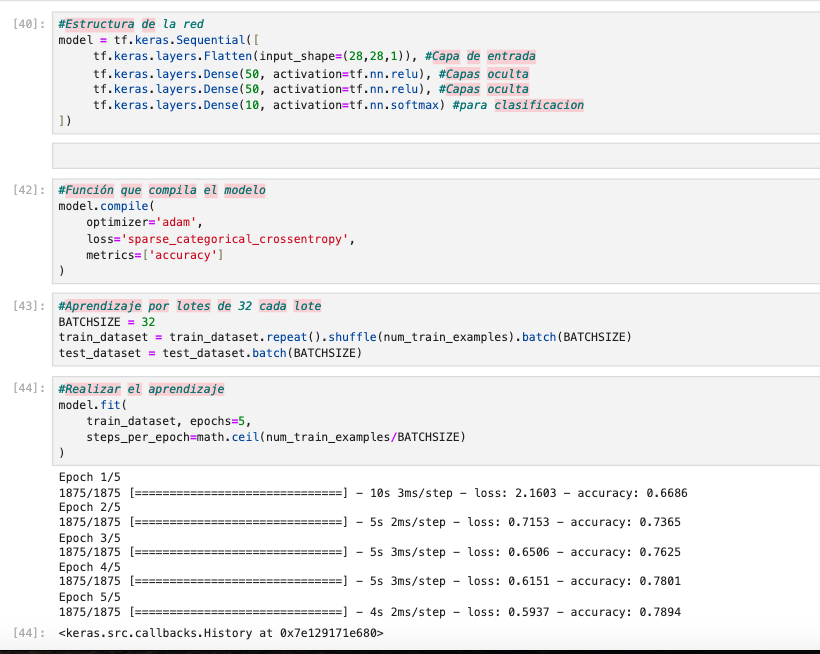 [40]: #Estructura de la red
model = tf.keras.Sequential([
tf.keras.layers.Flatten(input_shape=(28,28,1)), #Capa de entrada
tf.keras.layers.Dense(50, activation=tf.nn.relu), #Capas oculta
tf.keras.layers.Dense(50, activation=tf.nn.relu), #Capas oculta
tf.keras.layers.Dense(10, activation=tf.nn.softmax) #para clasificacion
])
[42]: #Función que compila el modelo
model.compile(
optimizer='adam',
loss='sparse_categorical_crossentropy',
metrics=['accuracy']
)
[43]: #Aprendizaje por lotes de 32 cada lote
BATCHSIZE = 32
train_dataset = train_dataset.repeat().shuffle(num_train_examples).batch(BATCHSIZE)
test_dataset = test_dataset.batch(BATCHSIZE)
[44]: #Realizar el aprendizaje
model.fit(
train_dataset, epochs=5,
steps_per_epoch=math.ceil(num_train_examples/BATCHSIZE)
)
Epoch 1/5
1875/1875 [==============================] - 10s 3ms/step - loss: 2.1603 - accuracy: 0.6686
Epoch 2/5
1875/1875 [==============================] - 5s 2ms/step - loss: 0.7153 - accuracy: 0.7365
Epoch 3/5
1875/1875 [==============================] - 5s 3ms/step - loss: 0.6506 - accuracy: 0.7625
Epoch 4/5
1875/1875 [==============================] - 5s 3ms/step - loss: 0.6151 - accuracy: 0.7801
Epoch 5/5
1875/1875 [==============================] - 4s 2ms/step - loss: 0.5937 - accuracy: 0.7894
[44]: <keras.src.callbacks.History at 0x7e129171e680>